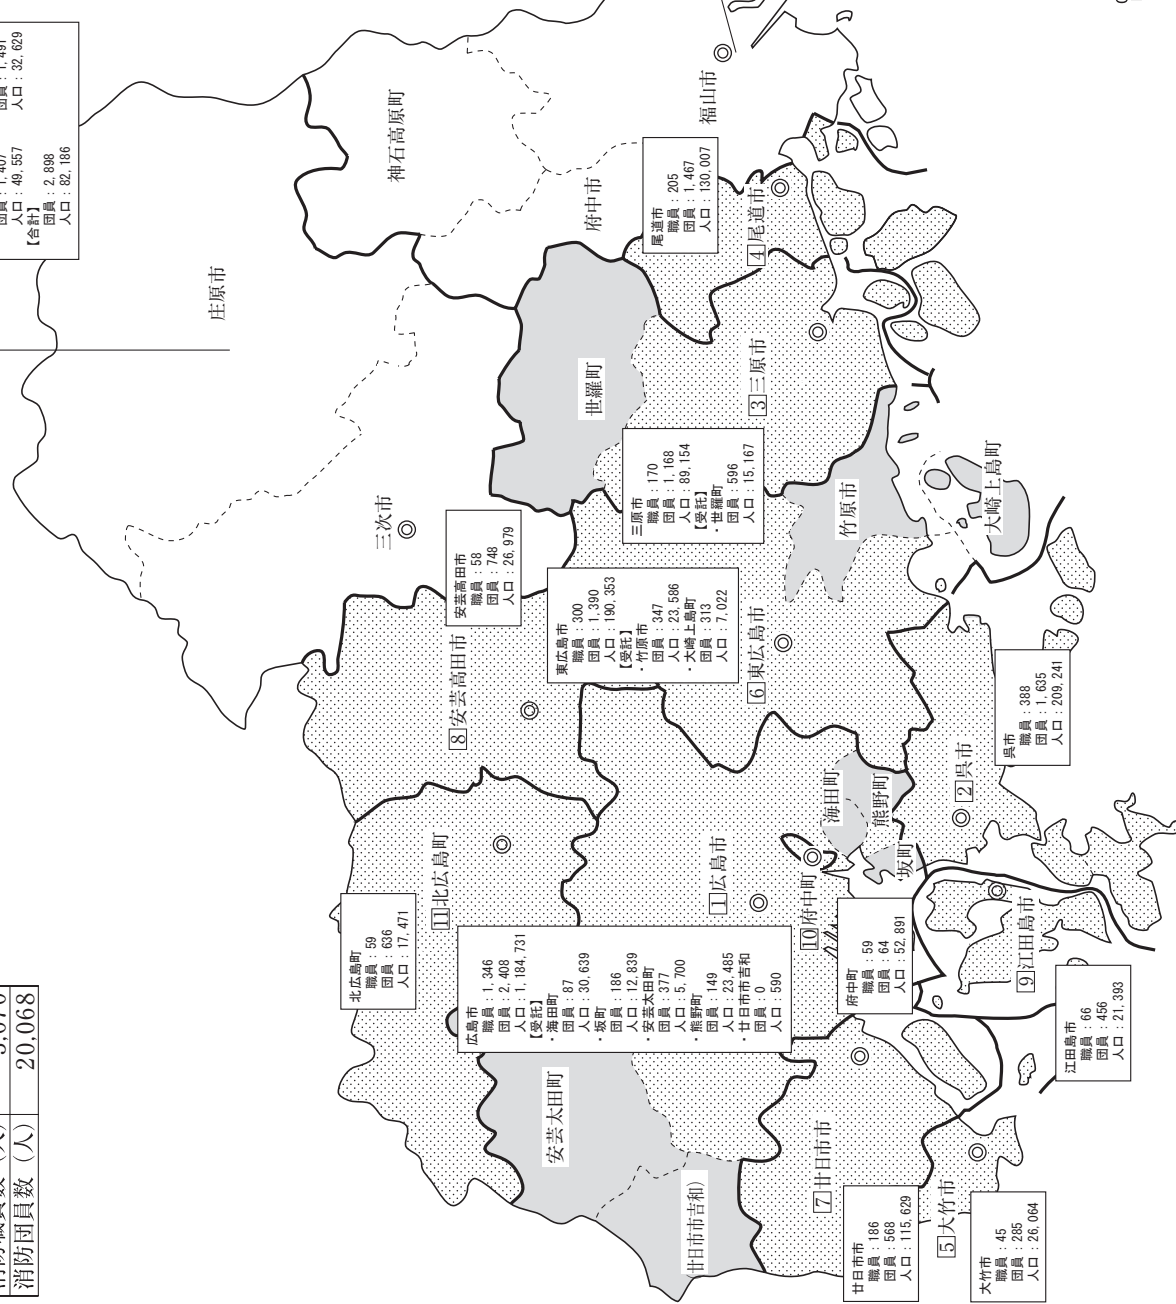 団員：1,407
人口：49,557
【合計】
団員：2,898
人口：82,186
団員：1,491
人口：32,629
消防団員数（人） 20,068
神石高原町
庄原市
府中市
福山市
三次市
世羅町
尾道市
職員：205
団員：1,467
人口：130,007
4 尾道市
3 三原市
三原市
職員：170
団員：1,168
人口：89,154
【受託】
・世羅町
団員：596
人口：15,167
竹原市
大崎上島町
安芸高田市
職員：58
団員：748
人口：26,979
8 安芸高田市
東広島市
職員：300
団員：1,390
人口：190,353
【受託】
・竹原市
団員：347
人口：23,586
・大崎上島町
団員：313
人口：7,022
6 東広島市
呉市
職員：388
団員：1,635
人口：209,241
2 呉市
海田町
熊野町
坂町
北広島町
職員：59
団員：636
人口：17,471
11 北広島町
1 広島市
広島市
職員：1,346
団員：2,408
人口：1,184,731
【受託】
・海田町
団員：87
人口：30,639
・坂町
団員：186
人口：12,839
・安芸太田町
団員：377
人口：5,700
・熊野町
団員：149
人口：23,485
・廿日市市吉和
団員：0
人口：590
10 府中町
府中町
職員：59
団員：64
人口：52,891
9 江田島市
江田島市
職員：66
団員：456
人口：21,393
安芸太田町
廿日市市吉和）
7 廿日市市
廿日市市
職員：186
団員：568
人口：115,629
5 大竹市
大竹市
職員：45
団員：285
人口：26,064